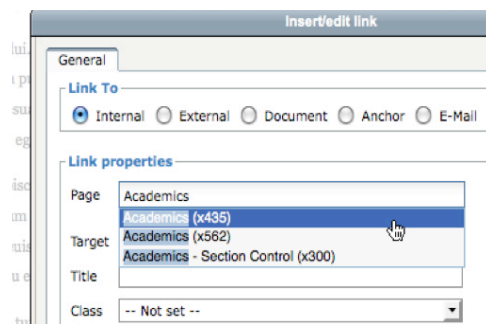 Insert/edit link
General
Link To
Internal External Document Anchor E-Mail
Link properties
Page Academics
Academics (x435)
Target Academics (x562)
Academics - Section Control (x300)
Title
Class -- Not set --